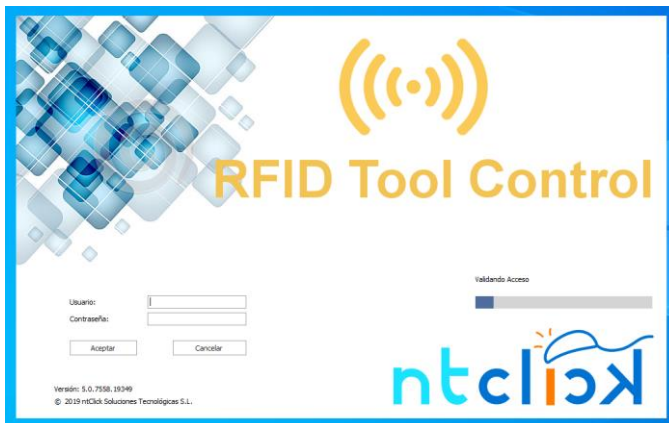 RFID Tool Control
Validando Acceso
Usuario:
Contraseña:
Aceptar
Cancelar
ntclick
Versión: 5.0.7558.19349
© 2019 ntClick Soluciones Tecnológicas S.L.